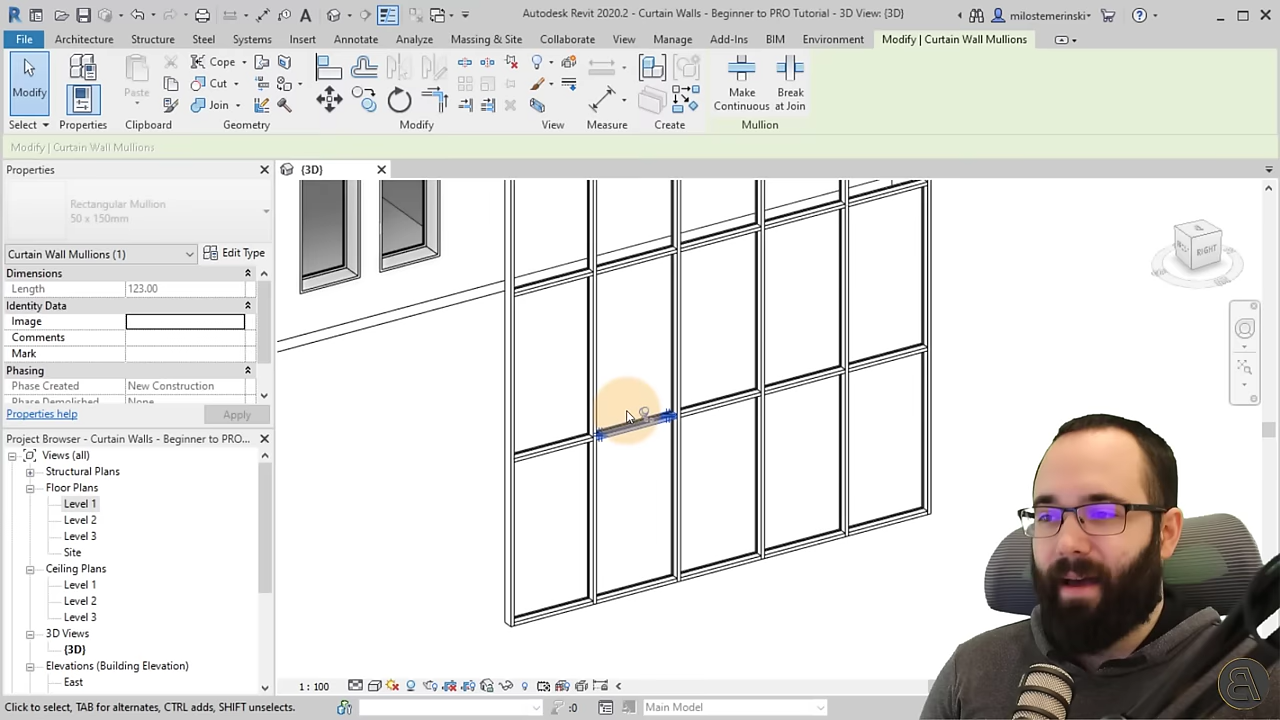 Autodesk Revit 2020.2 - Curtain Walls - Beginner to PRO Tutorial - 3D View: {3D}
milostemerinski
File Architecture Structure Steel Systems Insert Annotate Analyze Massing & Site Collaborate View Manage Add-Ins BIM Environment Modify | Curtain Wall Mullions
Modify
Paste
Cope
Cut
Join
Make Continuous
Break at Join
Select Properties Clipboard Geometry Modify View Measure Create Mullion
Modify | Curtain Wall Mullions
Properties
{3D}
Rectangular Mullion
50 x 150mm
Curtain Wall Mullions (1) Edit Type
Dimensions
Length 123.00
Identity Data
Image
Comments
Mark
Phasing
Phase Created New Construction
Phase Demolished None
Properties help Apply
Project Browser - Curtain Walls - Beginner to PRO...
Views (all)
Structural Plans
Floor Plans
Level 1
Level 2
Level 3
Site
Ceiling Plans
Level 1
Level 2
Level 3
3D Views
{3D}
Elevations (Building Elevation)
East
RIGHT
1 : 100
Click to select, TAB for alternates, CTRL adds, SHIFT unselects.
:0
Main Model